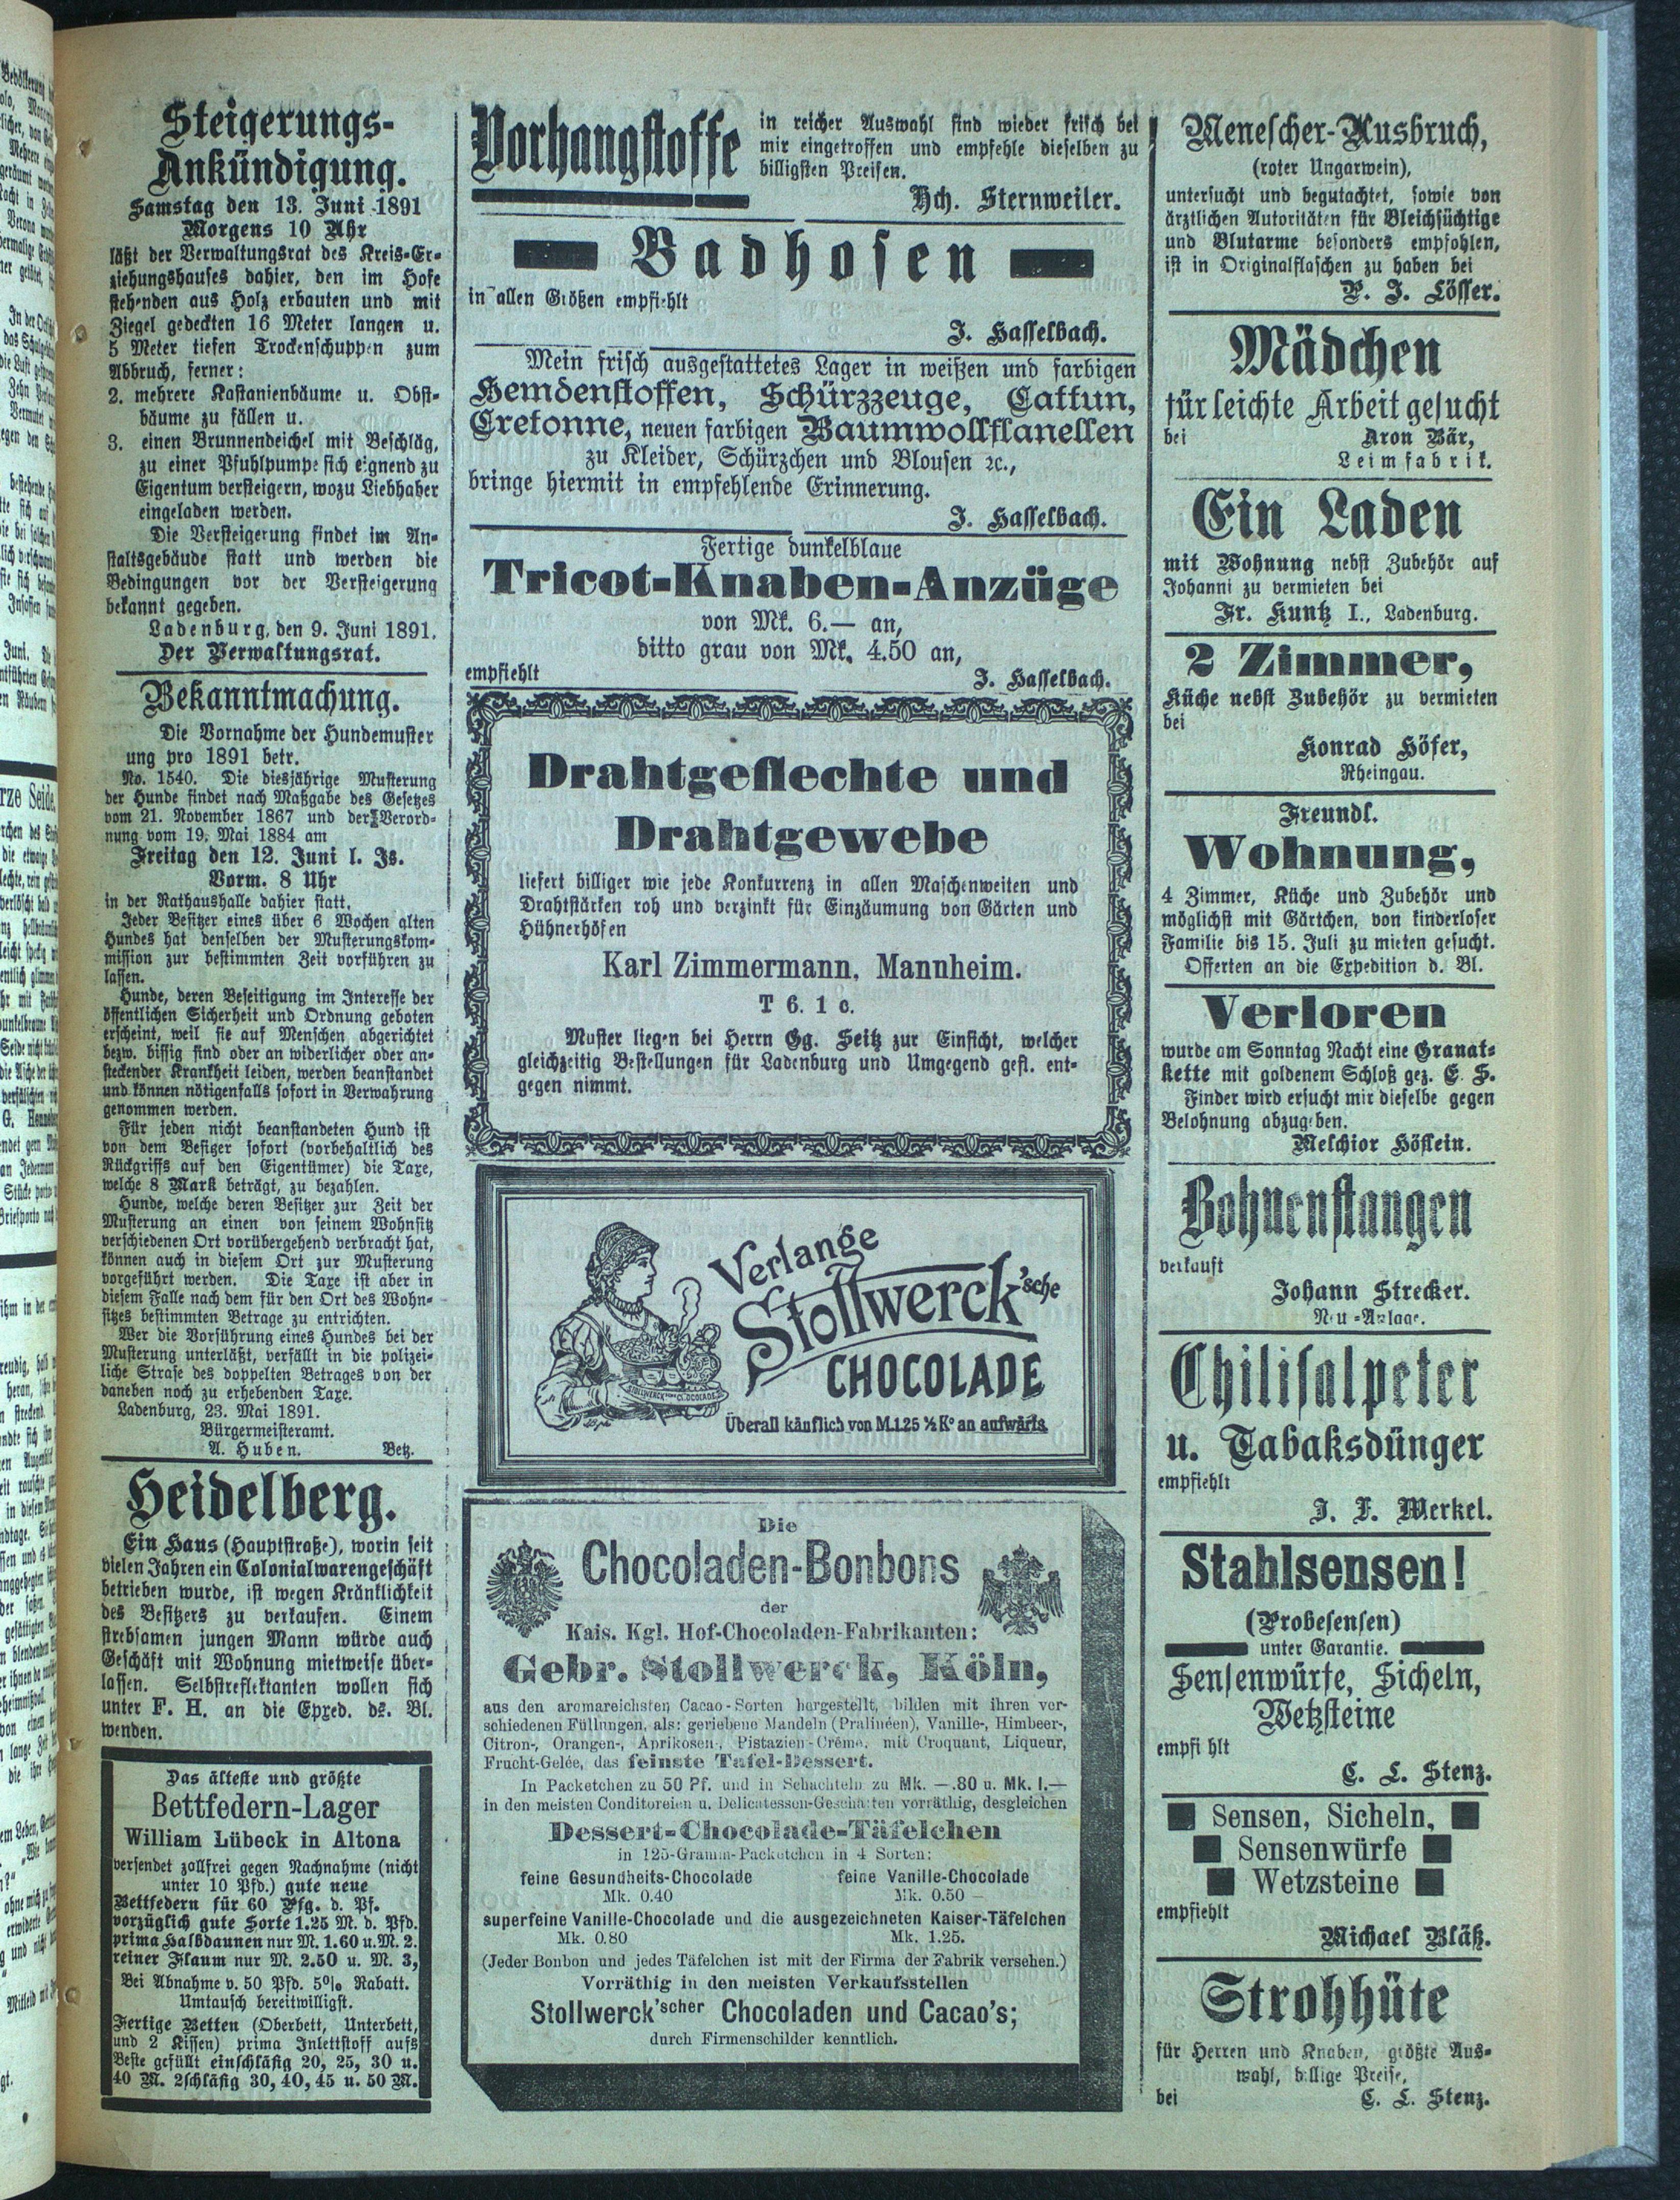 Steigerungs-
Ankündigung.
Samstag den 13. Juni 1891
Morgens 10 Uhr
läßt der Verwaltungsrat des Kreis-Er-
ziehungshauses dahier, den im Hofe
stehenden aus Holz erbauten und mit
Ziegel gedeckten 16 Meter langen u.
5 Meter tiefen Trockenschuppen zum
Abbruch, ferner:
2. mehrere Kastanienbäume u. Obst-
bäume zu fällen u.
3. einen Brunnendeichel mit Beschläg,
zu einer Pfuhlpumpe sich eignend zu
Eigentum versteigern, wozu Liebhaber
eingeladen werden.
Die Versteigerung findet im An-
staltsgebäude statt und werden die
Bedingungen vor der Versteigerung
bekannt gegeben.
Ladenburg, den 9. Juni 1891.
Der Verwaltungsrat.
Bekanntmachung.
Die Vornahme der Hundemuster
ung pro 1891 betr.
No. 1540. Die diesjährige Musterung
der Hunde findet nach Maßgabe des Gesetzes
vom 21. November 1867 und der Verord-
nung vom 19. Mai 1884 am
Freitag den 12. Juni l. Js.
Vorm. 8 Uhr
in der Rathaushalle dahier statt.
Jeder Besitzer eines über 6 Wochen alten
Hundes hat denselben der Musterungskom-
mission zur bestimmten Zeit vorführen zu
lassen.
Hunde, deren Beseitigung im Interesse der
öffentlichen Sicherheit und Ordnung geboten
erscheint, weil sie auf Menschen abgerichtet
bezw. bissig sind oder an widerlicher oder an-
steckender Krankheit leiden, werden beanstandet
und können nötigenfalls sofort in Verwahrung
genommen werden.
Für jeden nicht beanstandeten Hund ist
von dem Besitzer sofort (vorbehaltlich des
Rückgriffs auf den Eigentümer) die Taxe,
welche 8 Mark beträgt, zu bezahlen.
Hunde, welche deren Besitzer zur Zeit der
Musterung an einen von seinem Wohnsitz
verschiedenen Ort vorübergehend verbracht hat,
können auch in diesem Ort zur Musterung
vorgeführt werden. Die Taxe ist aber in
diesem Falle nach dem für den Ort des Wohn-
sitzes bestimmten Betrage zu entrichten.
Wer die Vorführung eines Hundes bei der
Musterung unterläßt, verfällt in die polizei-
liche Strafe des doppelten Betrages von der
daneben noch zu erhebenden Taxe.
Ladenburg, 23. Mai 1891.
Bürgermeisteramt.
A. Huben. Betz.
Heidelberg.
Ein Haus (Hauptstraße), worin seit
vielen Jahren ein Colonialwarengeschäft
betrieben wurde, ist wegen Kränklichkeit
des Besitzers zu verkaufen. Einem
strebsamen jungen Mann würde auch
Geschäft mit Wohnung mietweise über-
lassen. Selbstreflektanten wollen sich
unter F. H. an die Epxed. ds. Bl.
wenden.
Das älteste und größte
Bettfedern-Lager
William Lübeck in Altona
versendet zollfrei gegen Nachnahme (nicht
unter 10 Pfd.) gute neue
Bettfedern für 60 Pfg. d. Pf.
vorzüglich gute Sorte 1.25 M. d. Pfd.
prima Halbdaunen nur M. 1.60 u. M. 2.
reiner Flaum nur M. 2.50 u. M. 3,
Bei Abnahme v. 50 Pfd. 5% Rabatt.
Umtausch bereitwilligst.
Fertige Betten (Oberbett, Unterbett,
und 2 Kissen) prima Inlettstoff aufs
Beste gefüllt einschläfig 20, 25, 30 u.
40 M. 2schläfig 30, 40, 45 u. 50 M.
Vorhangstoffe
in reicher Auswahl sind wieder frisch bei
mir eingetroffen und empfehle dieselben zu
billigsten Preisen.
Hch. Sternweiler.
Badhosen
in allen Größen empfiehlt
J. Hasselbach.
Mein frisch ausgestattetes Lager in weißen und farbigen
Hemdenstoffen, Schürzzeuge, Cattun,
Cretonne, neuen farbigen Baumwollflanellen
zu Kleider, Schürzchen und Blousen ꝛc.,
bringe hiermit in empfehlende Erinnerung.
J. Hasselbach.
Fertige dunkelblaue
Tricot-Knaben-Anzüge
von Mk. 6.— an,
ditto grau von Mk. 4.50 an,
empfiehlt
J. Hasselbach.
Drahtgeflechte und
Drahtgewebe
liefert billiger wie jede Konkurrenz in allen Maschenweiten und
Drahtstärken roh und verzinkt für Einzäumung von Gärten und
Hühnerhöfen
Karl Zimmermann, Mannheim.
T 6. 1 c.
Muster liegen bei Herrn Gg. Seitz zur Einsicht, welcher
gleichzeitig Bestellungen für Ladenburg und Umgegend gefl. ent-
gegen nimmt.
Verlange
Stollwerck'sche
CHOCOLADE
Überall käuflich von M.1.25 ½ Kº an aufwärts.
Die
Chocoladen-Bonbons
der
Kais. Kgl. Hof-Chocoladen-Fabrikanten:
Gebr. Stollwerck, Köln,
aus den aromareichsten Cacao-Sorten hergestellt, bilden mit ihren ver-
schiedenen Füllungen, als: geriebene Mandeln (Pralinéen), Vanille-, Himbeer-,
Citron-, Orangen-, Aprikosen-, Pistazien-Crême, mit Croquant, Liqueur,
Frucht-Gelée, das feinste Tafel-Dessert.
In Packetchen zu 50 Pf. und in Schachteln zu Mk. —.80 u. Mk. 1.—
in den meisten Conditoreien u. Delicatessen-Geschäften vorräthig, desgleichen
Dessert-Chocolade-Täfelchen
in 125-Gramm-Packetchen in 4 Sorten:
feine Gesundheits-Chocolade feine Vanille-Chocolade
Mk. 0.40 Mk. 0.50
superfeine Vanille-Chocolade und die ausgezeichneten Kaiser-Täfelchen
Mk. 0.80 Mk. 1.25.
(Jeder Bonbon und jedes Täfelchen ist mit der Firma der Fabrik versehen.)
Vorräthig in den meisten Verkaufsstellen
Stollwerck'scher Chocoladen und Cacao's;
durch Firmenschilder kenntlich.
Menescher-Ausbruch,
(roter Ungarwein),
untersucht und begutachtet, sowie von
ärztlichen Autoritäten für Bleichsüchtige
und Blutarme besonders empfohlen,
ist in Originalflaschen zu haben bei
P. J. Lösser.
Mädchen
für leichte Arbeit gesucht
bei Aron Bär,
Leimfabrik.
Ein Laden
mit Wohnung nebst Zubehör auf
Johanni zu vermieten bei
Fr. Kuntz I., Ladenburg.
2 Zimmer,
Küche nebst Zubehör zu vermieten
bei
Konrad Höfer,
Rheingau.
Freundl.
Wohnung,
4 Zimmer, Küche und Zubehör und
möglichst mit Gärtchen, von kinderloser
Familie bis 15. Juli zu mieten gesucht.
Offerten an die Expedition d. Bl.
Verloren
wurde am Sonntag Nacht eine Granat-
kette mit goldenem Schloß gez. E. S.
Finder wird ersucht mir dieselbe gegen
Belohnung abzugeben.
Melchior Höflein.
Bohnenstangen
verkauft
Johann Strecker.
Neu-Anlage.
Chilisalpeter
u. Tabaksdünger
empfiehlt
J. F. Merkel.
Stahlsensen!
(Probesensen)
unter Garantie.
Sensenwürfe, Sicheln,
Wetzsteine
empfi hlt
C. L. Stenz.
Sensen, Sicheln,
Sensenwürfe
Wetzsteine
empfiehlt
Michael Bläß.
Strohhüte
für Herren und Knaben, größte Aus-
wahl, billige Preise,
bei C. L. Stenz.